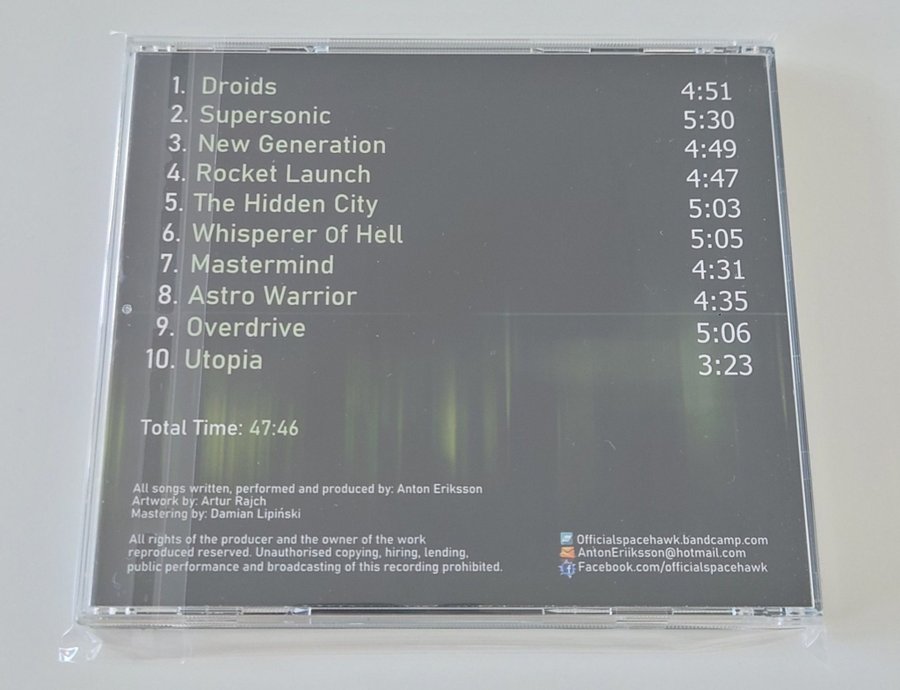 1. Droids 4:51
2. Supersonic 5:30
3. New Generation 4:49
4. Rocket Launch 4:47
5. The Hidden City 5:03
6. Whisperer Of Hell 5:05
7. Mastermind 4:31
8. Astro Warrior 4:35
9. Overdrive 5:06
10. Utopia 3:23
Total Time: 47:46
All songs written, performed and produced by: Anton Eriksson
Artwork by: Artur Rajch
Mastering by: Damian Lipiński
All rights of the producer and the owner of the work
reproduced reserved. Unauthorised copying, hiring, lending,
public performance and broadcasting of this recording prohibited.
Officialspacehawk.bandcamp.com
AntonEriiksson@hotmail.com
Facebook.com/officialspacehawk